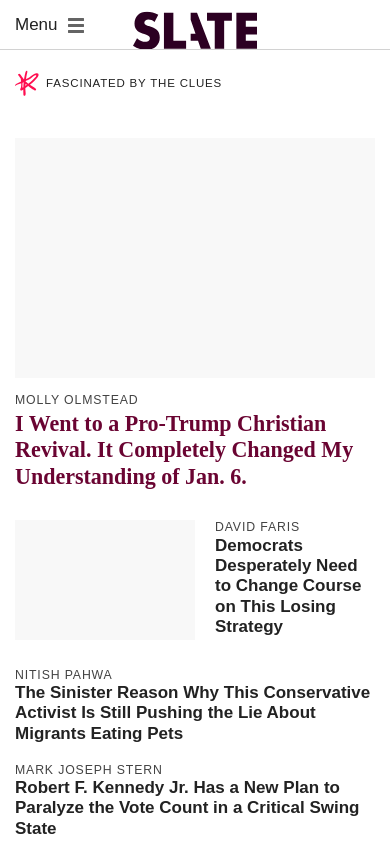 Menu
SLATE
FASCINATED BY THE CLUES
MOLLY OLMSTEAD
I Went to a Pro-Trump Christian
Revival. It Completely Changed My
Understanding of Jan. 6.
DAVID FARIS
Democrats
Desperately Need
to Change Course
on This Losing
Strategy
NITISH PAHWA
The Sinister Reason Why This Conservative
Activist Is Still Pushing the Lie About
Migrants Eating Pets
MARK JOSEPH STERN
Robert F. Kennedy Jr. Has a New Plan to
Paralyze the Vote Count in a Critical Swing
State